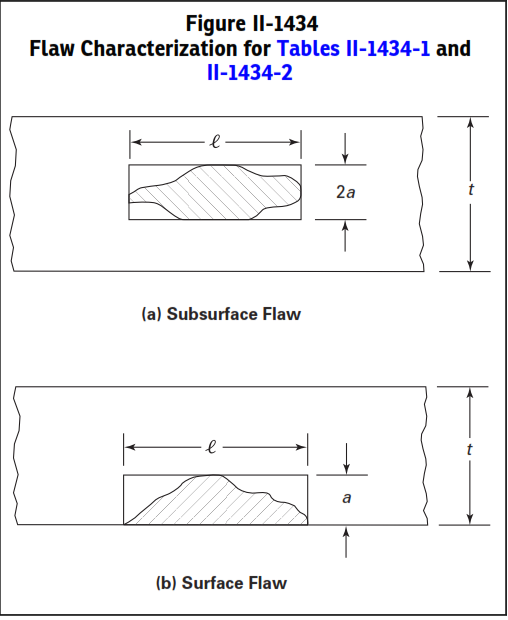 Figure II-1434
Flaw Characterization for Tables II-1434-1 and
II-1434-2
ℓ
2a
t
(a) Subsurface Flaw
ℓ
t
a
(b) Surface Flaw